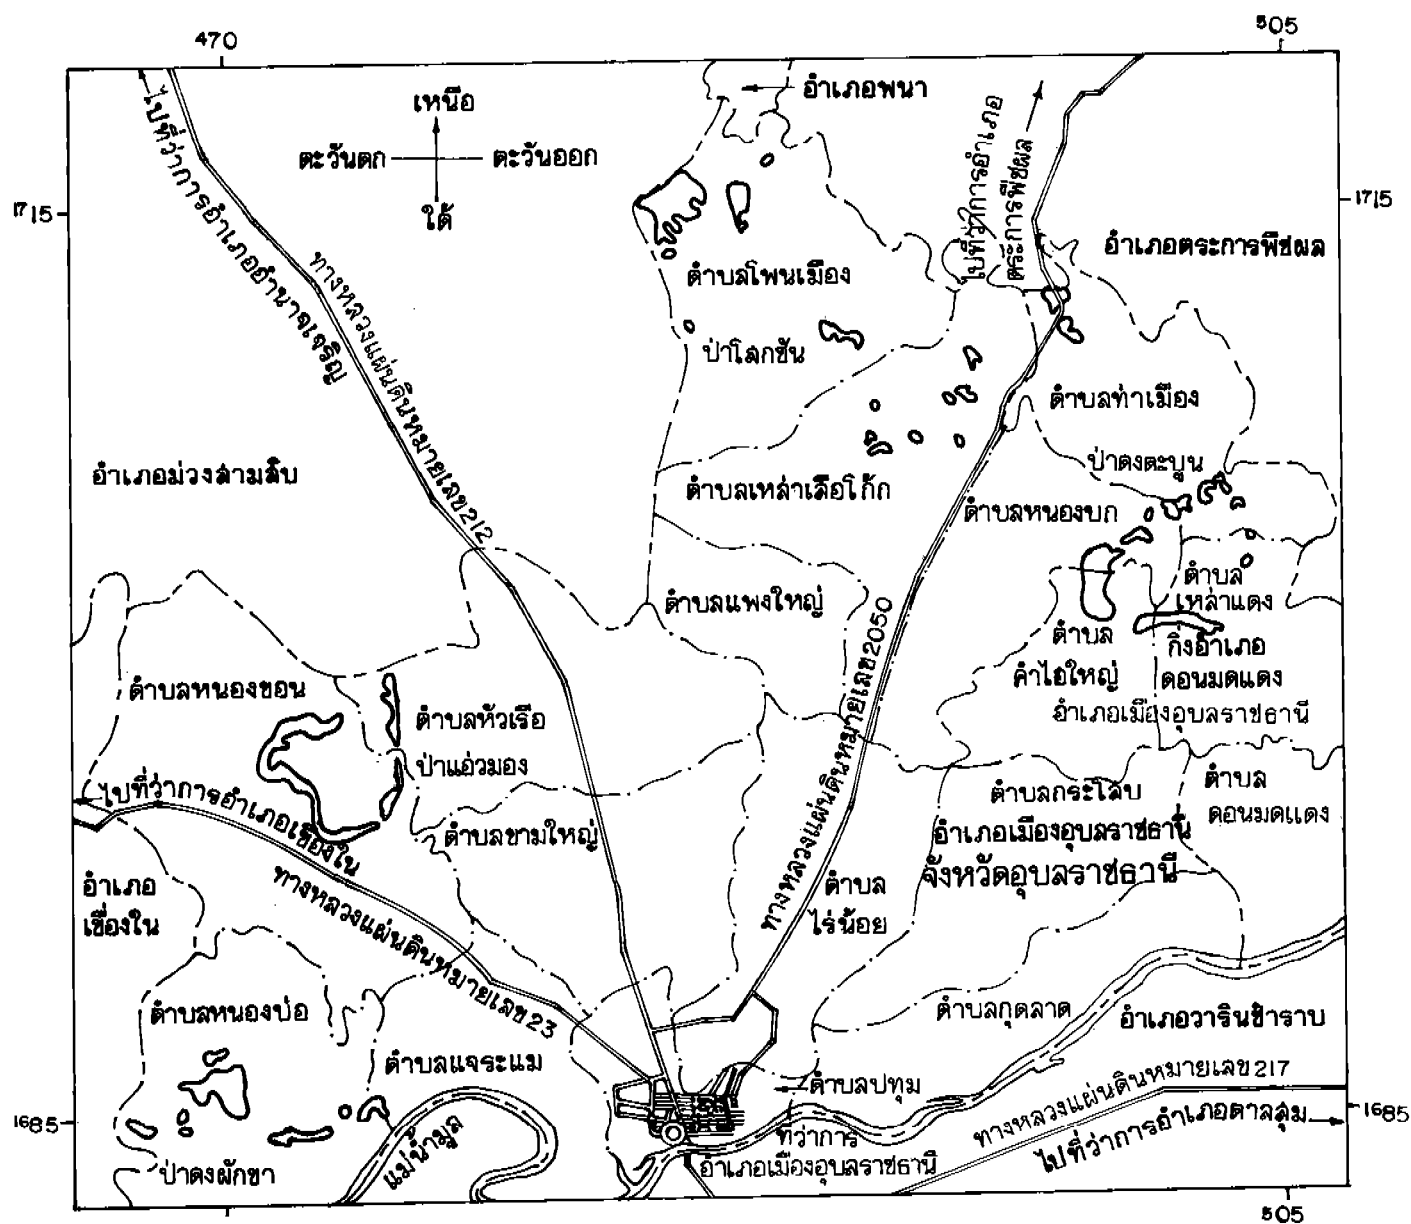 470
505
เหนือ
ตะวันตก
ตะวันออก
ใต้
อำเภอพนา
1715
1715
ไปที่ว่าการอำเภออำนาจเจริญ
ทางหลวงแผ่นดินหมายเลข212
ไปที่ว่าการอำเภอ
ตระการพืชผล
อำเภอตระการพืชผล
ตำบลโพนเมือง
ป่าโลกชัน
ตำบลท่าเมือง
อำเภอม่วงสามสิบ
ป่าดงตะบูน
ตำบลเหล่าเสือโก้ก
ตำบลหนองบก
ตำบลแพงใหญ่
ตำบล
เหล่าแดง
ตำบล
คำไฮใหญ่
กิ่งอำเภอ
ดอนมดแดง
อำเภอเมืองอุบลราชธานี
ตำบลหนองขอน
ตำบลหัวเรือ
ป่าแอ่วมอง
ทางหลวงแผ่นดินหมายเลข2050
ไปที่ว่าการอำเภอเขื่องใน
ตำบลขามใหญ่
ตำบลกระโสบ
อำเภอเมืองอุบลราชธานี
จังหวัดอุบลราชธานี
ตำบล
ดอนมดแดง
อำเภอ
เขื่องใน
ทางหลวงแผ่นดินหมายเลข23
ตำบล
ไร่น้อย
ตำบลหนองบ่อ
ตำบลแจระแม
ตำบลกุดลาด
อำเภอวารินชำราบ
ตำบลปทุม
ทางหลวงแผ่นดินหมายเลข217
ไปที่ว่าการอำเภอตาลสุม
1685
1685
แม่น้ำมูล
ที่ว่าการ
อำเภอเมืองอุบลราชธานี
ป่าดงผักขา
505